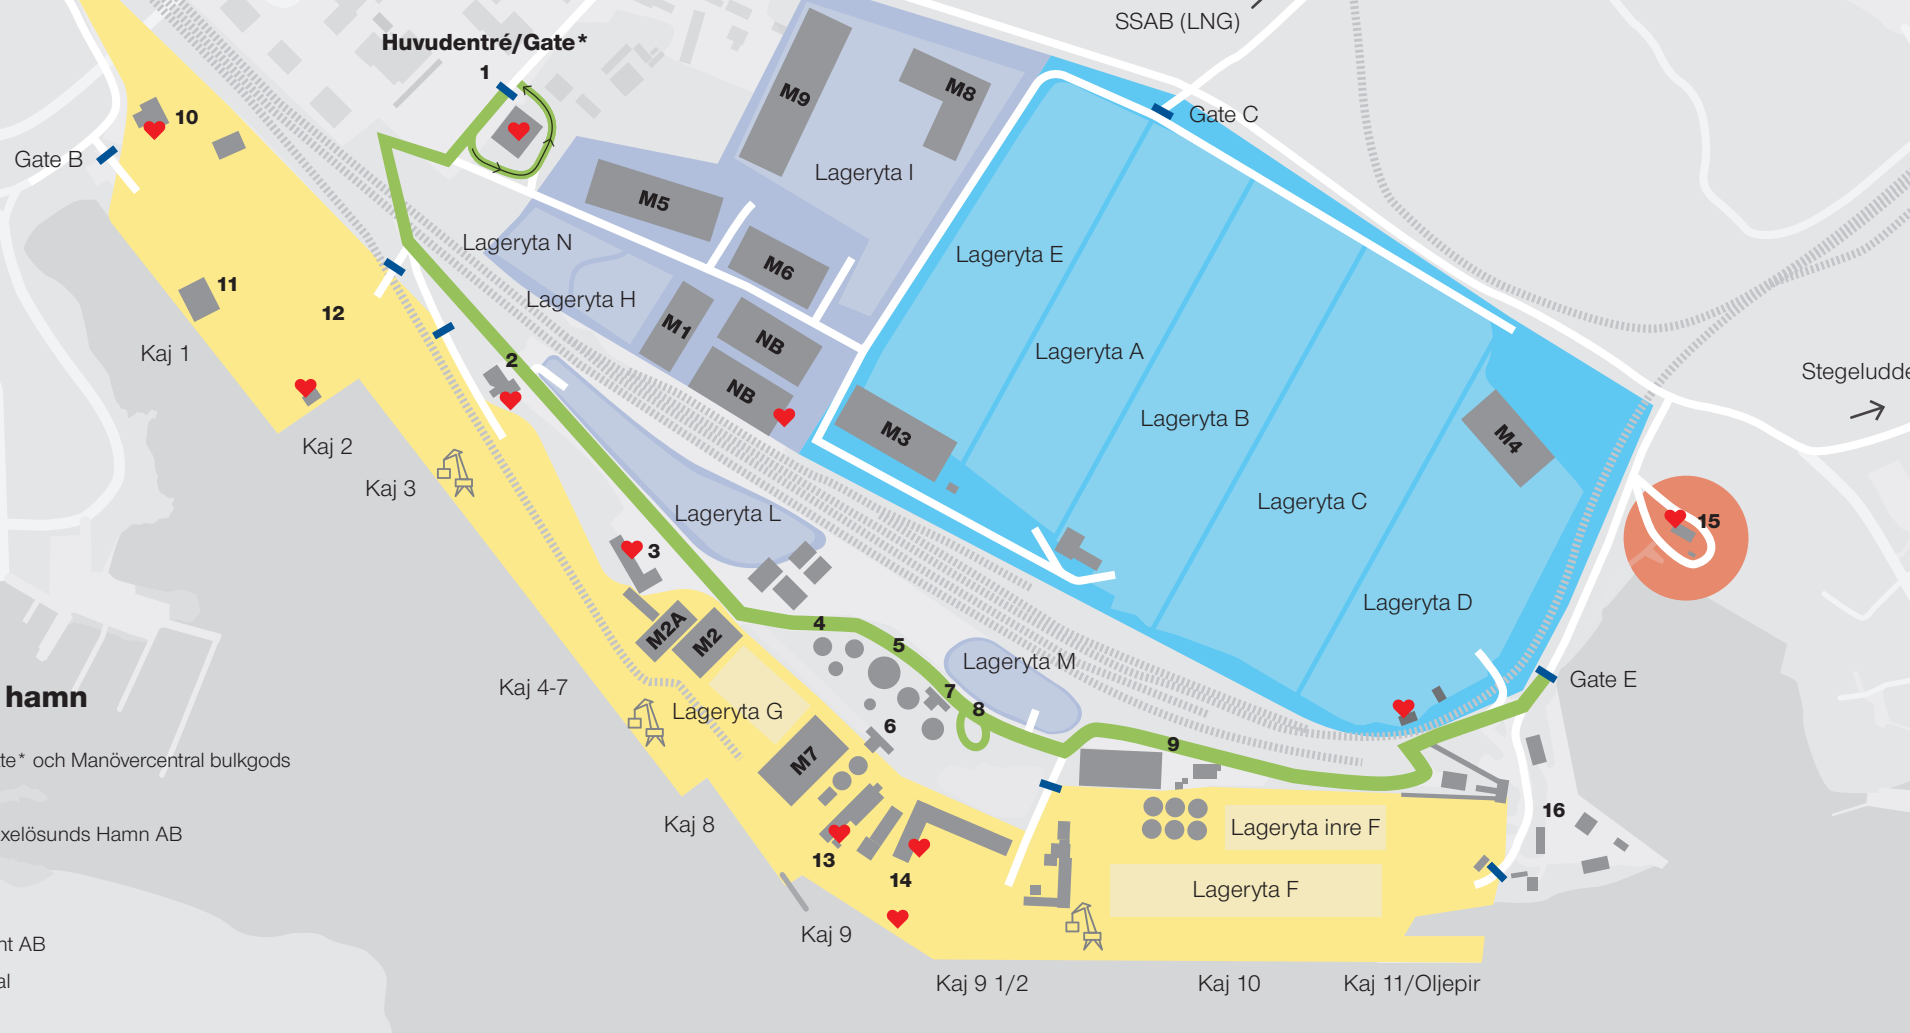 SSAB (LNG)
Huvudentré/Gate*
1
M9
M8
Gate C
10
Gate B
Lageryta I
M5
Lageryta N
Lageryta E
M6
11
Lageryta H
12
M1
NB
Kaj 1
2
Lageryta A
Stegeludde
NB
Lageryta B
M3
M4
Kaj 2
Kaj 3
Lageryta C
Lageryta L
15
3
Lageryta D
4
M2A
M2
5
Lageryta M
Gate E
Kaj 4-7
7
hamn
Lageryta G
8
6
9
te* och Manövercentral bulkgods
M7
16
Kaj 8
Lageryta inre F
xelösunds Hamn AB
13
14
Lageryta F
Kaj 9
nt AB
al
Kaj 9 1/2
Kaj 10
Kaj 11/Oljepir